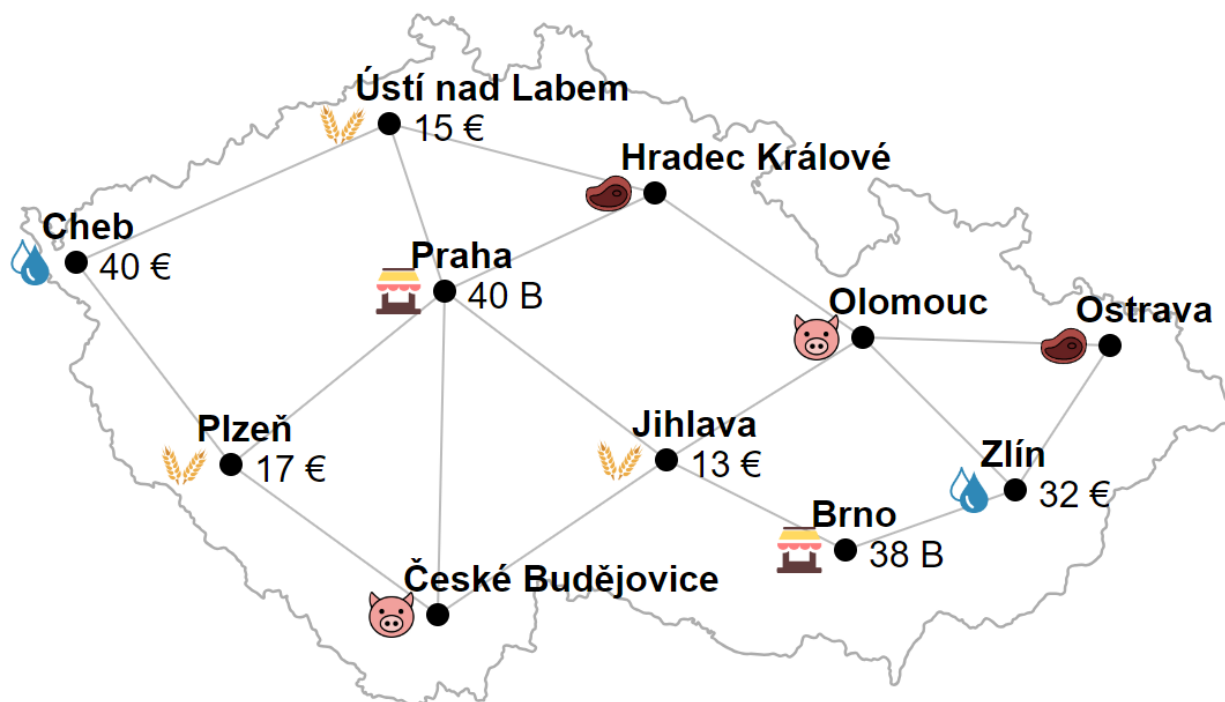 Ústí nad Labem
15 €
Hradec Králové
Cheb
40 €
Praha
40 B
Olomouc
Ostrava
Plzeň
17 €
Jihlava
13 €
Zlín
32 €
Brno
38 B
České Budějovice